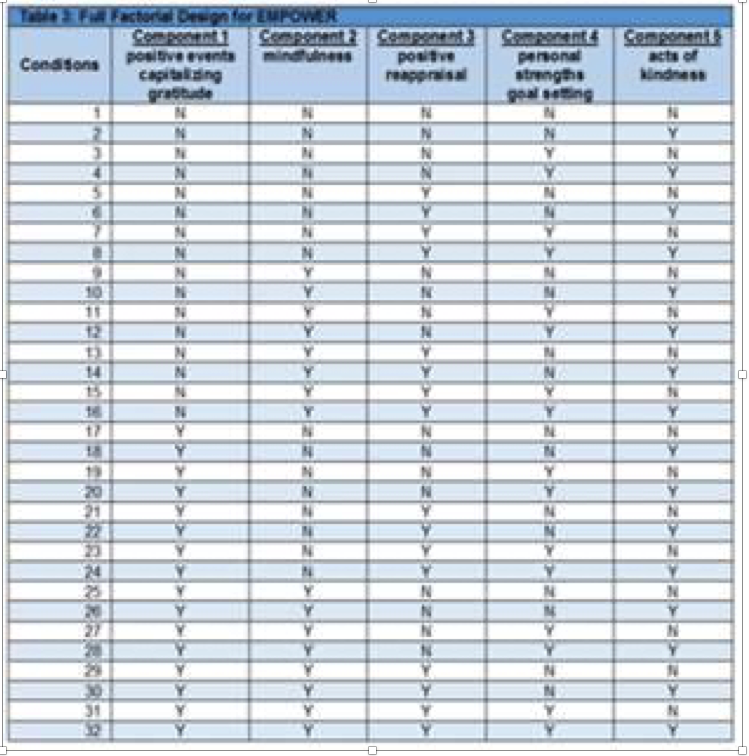 Table 3: Full Factorial Design for EMPOWER
Conditions Component 1 positive events capitalizing gratitude Component 2 mindfulness Component 3 positive reappraisal Component 4 personal strengths goal setting Component 5 acts of kindness
1 N N N N N
2 N N N N Y
3 N N N Y N
4 N N N Y Y
5 N N Y N N
6 N N Y N Y
7 N N Y Y N
8 N N Y Y Y
9 N Y N N N
10 N Y N N Y
11 N Y N Y N
12 N Y N Y Y
13 N Y Y N N
14 N Y Y N Y
15 N Y Y Y N
16 N Y Y Y Y
17 Y N N N N
18 Y N N N Y
19 Y N N Y N
20 Y N N Y Y
21 Y N Y N N
22 Y N Y N Y
23 Y N Y Y N
24 Y N Y Y Y
25 Y Y N N N
26 Y Y N N Y
27 Y Y N Y N
28 Y Y N Y Y
29 Y Y Y N N
30 Y Y Y N Y
31 Y Y Y Y N
32 Y Y Y Y Y